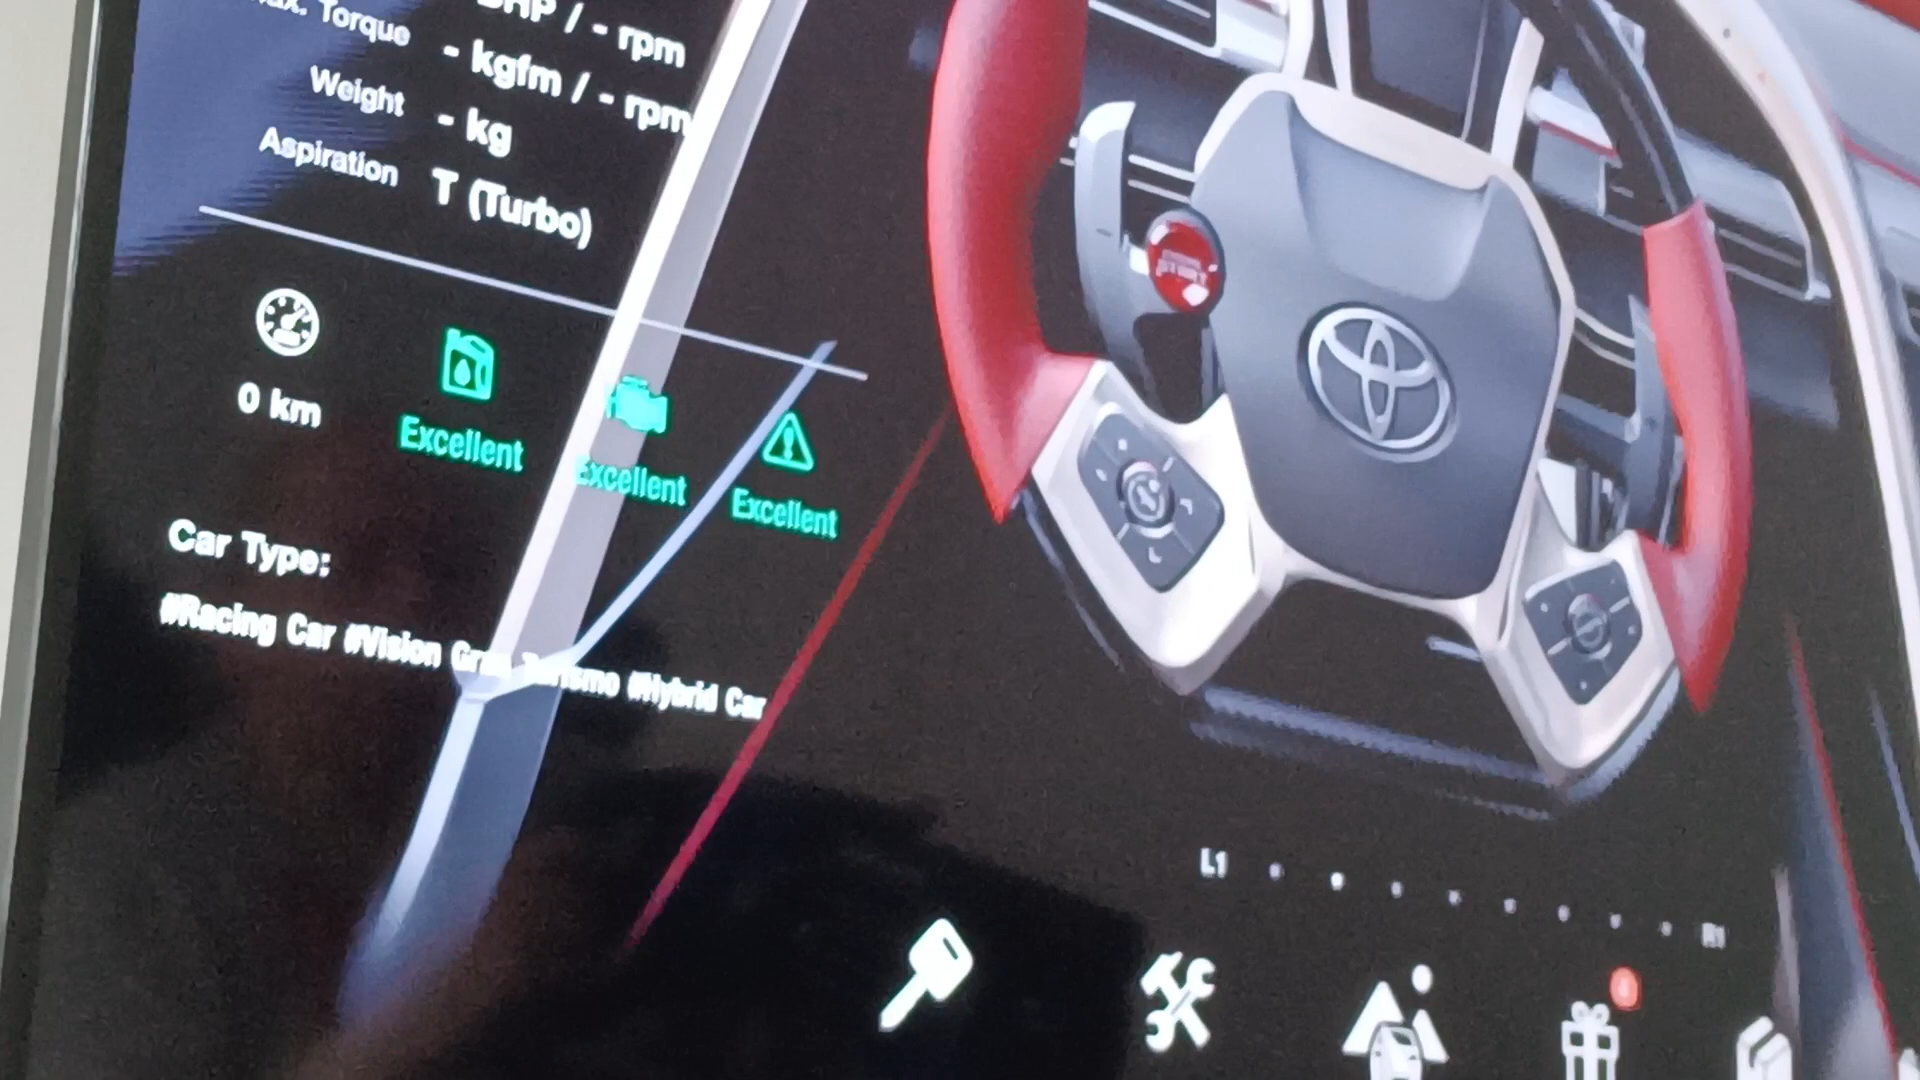 BHP / - rpm
Torque - kgfm / - rpm
Weight - kg
Aspiration T (Turbo)
0 km
Excellent
Excellent
Excellent
Car Type:
#Racing Car #Vision Gran Turismo #Hybrid Car
START
L1
R1